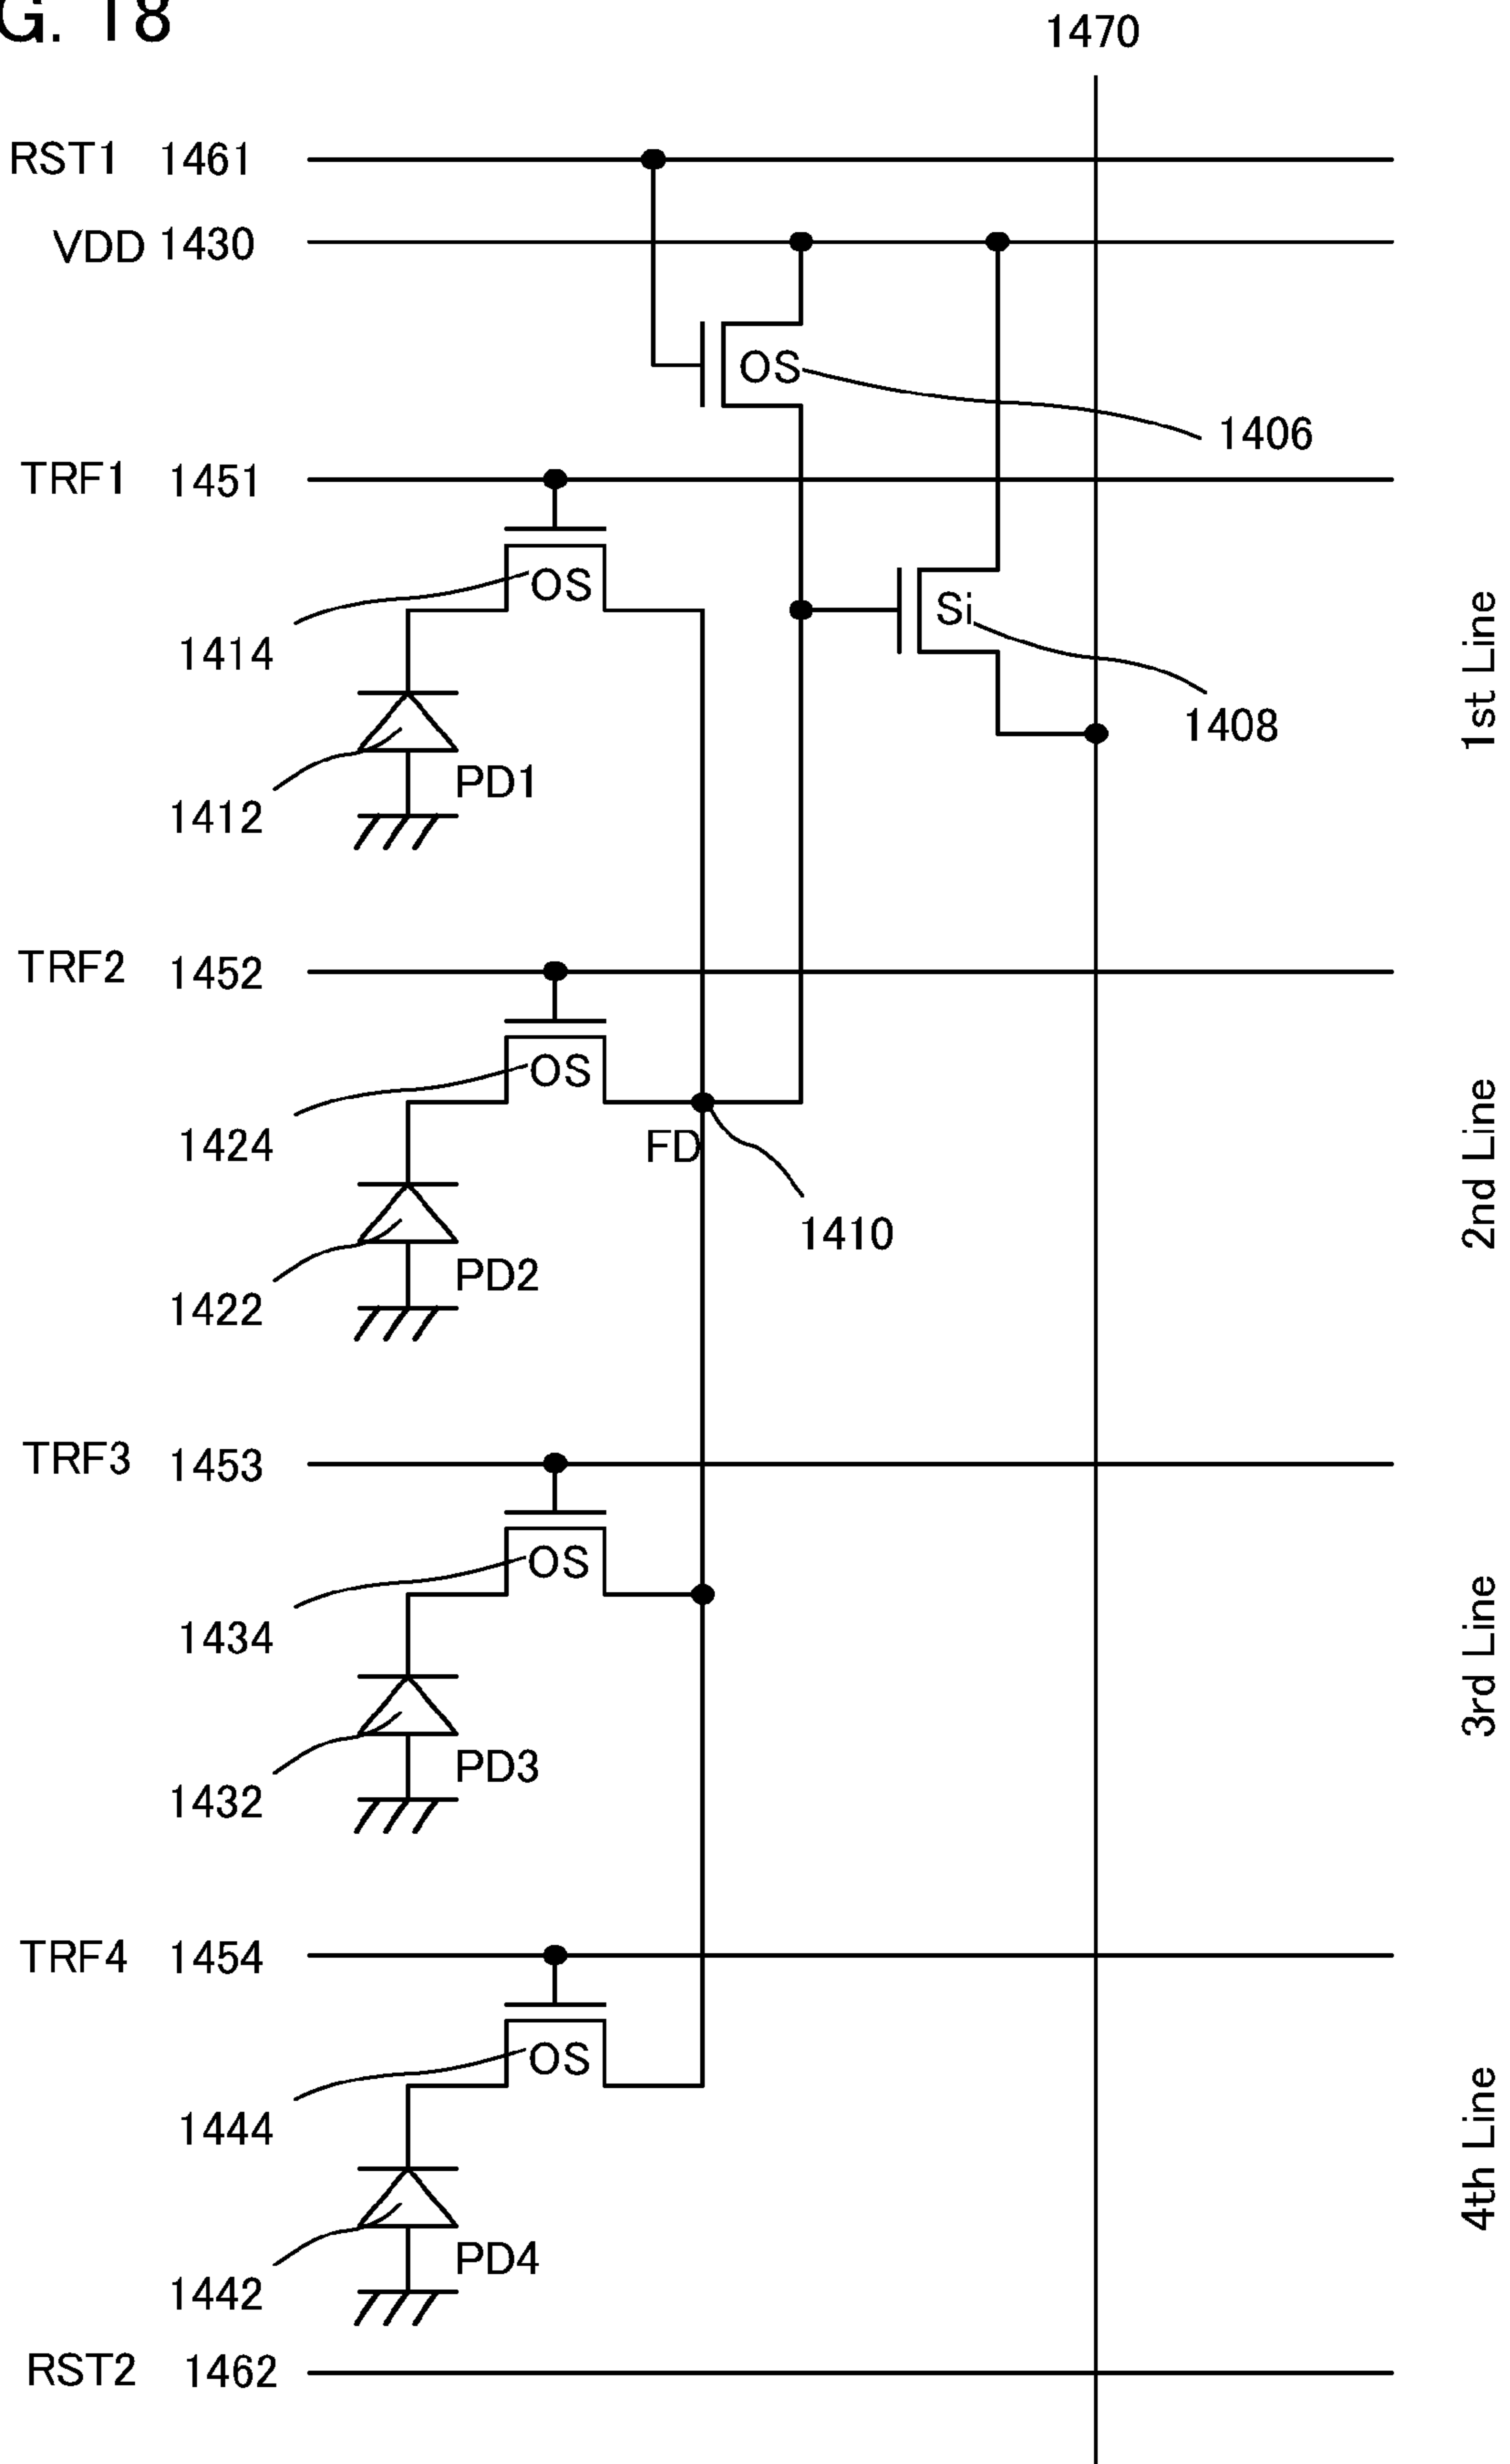 G. 18
1470
RST1 1461
VDD 1430
OS
1406
TRF1 1451
OS
1414
Si
1408
PD1
1412
1st Line
TRF2 1452
OS
1424
FD
1410
PD2
1422
2nd Line
TRF3 1453
OS
1434
PD3
1432
3rd Line
TRF4 1454
OS
1444
PD4
1442
4th Line
RST2 1462